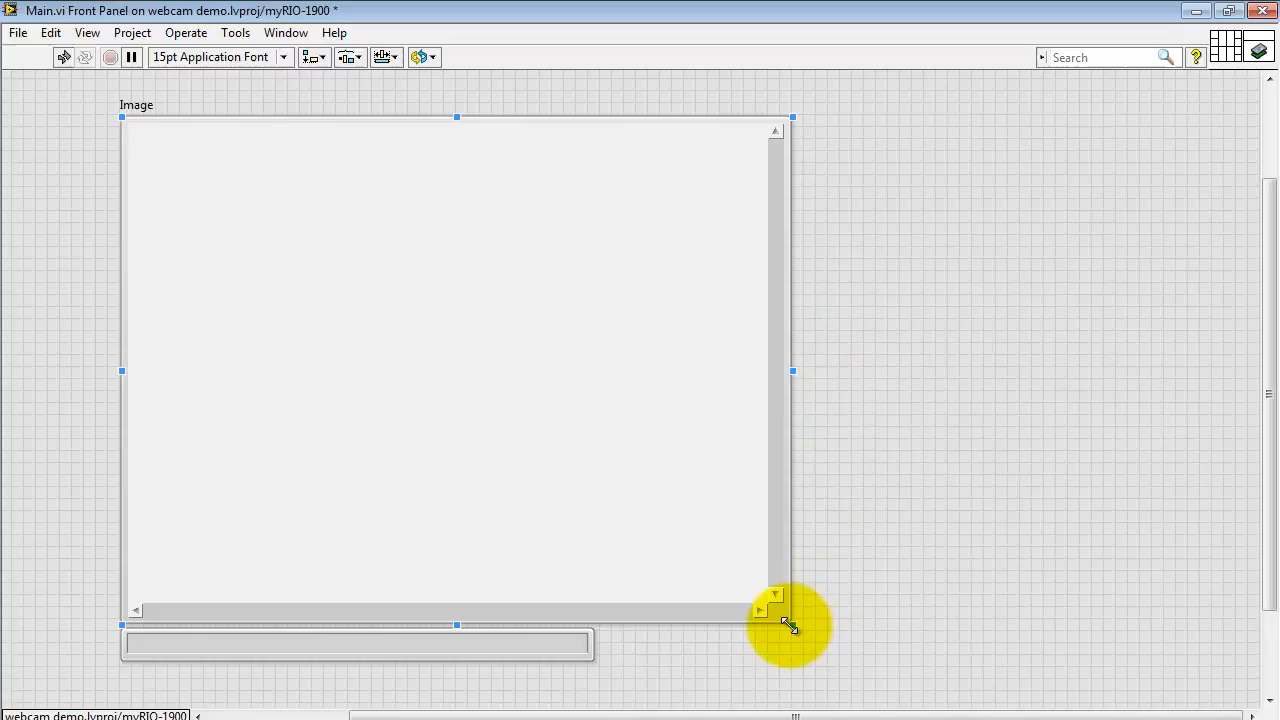 Main.vi Front Panel on webcam demo.lvproj/myRIO-1900 *
File Edit View Project Operate Tools Window Help
15pt Application Font Search
Image
webcam demo.lvproj/myRIO-1900